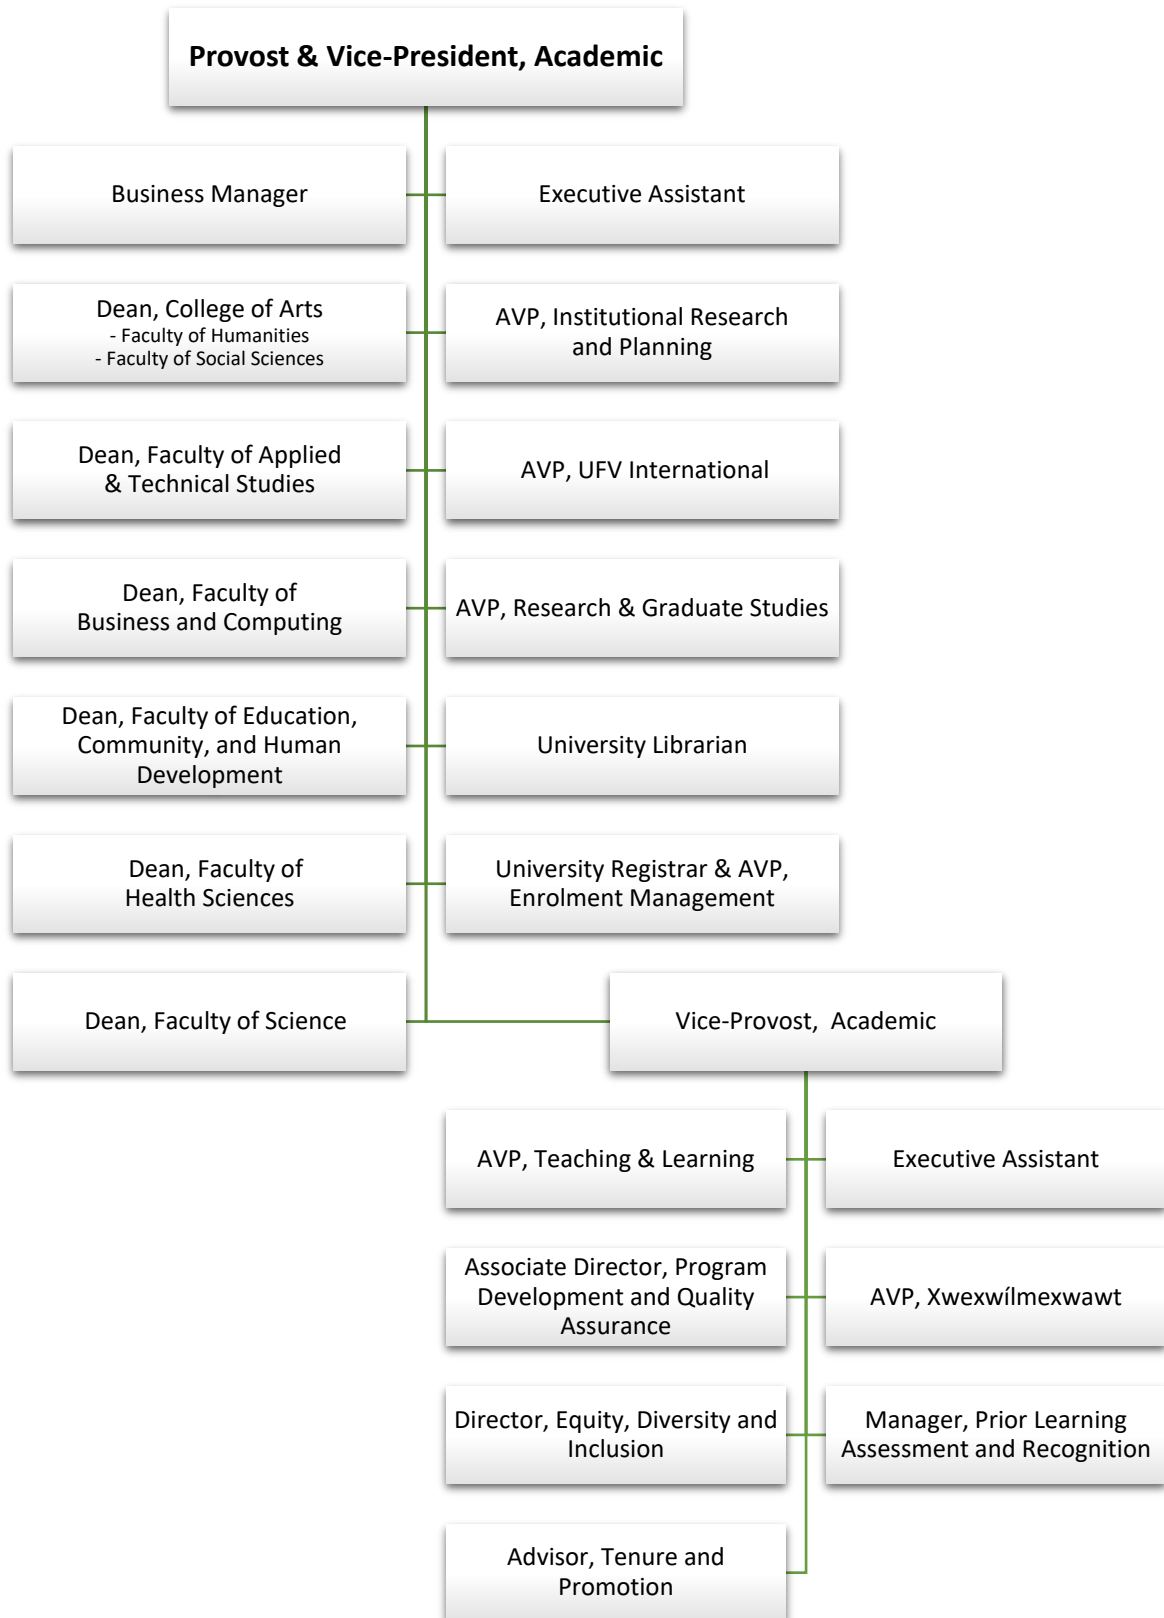 Provost & Vice-President, Academic
Business Manager
Executive Assistant
Dean, College of Arts
- Faculty of Humanities
- Faculty of Social Sciences
AVP, Institutional Research
and Planning
Dean, Faculty of Applied
& Technical Studies
AVP, UFV International
Dean, Faculty of
Business and Computing
AVP, Research & Graduate Studies
Dean, Faculty of Education,
Community, and Human
Development
University Librarian
Dean, Faculty of
Health Sciences
University Registrar & AVP,
Enrolment Management
Dean, Faculty of Science
Vice-Provost, Academic
AVP, Teaching & Learning
Executive Assistant
Associate Director, Program
Development and Quality
Assurance
AVP, Xwexwílmexwawt
Director, Equity, Diversity and
Inclusion
Manager, Prior Learning
Assessment and Recognition
Advisor, Tenure and
Promotion